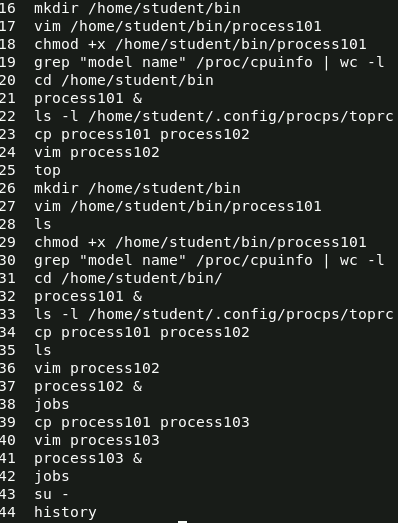 16 mkdir /home/student/bin
17 vim /home/student/bin/process101
18 chmod +x /home/student/bin/process101
19 grep "model name" /proc/cpuinfo | wc -l
20 cd /home/student/bin
21 process101 &
22 ls -l /home/student/.config/procps/toprc
23 cp process101 process102
24 vim process102
25 top
26 mkdir /home/student/bin
27 vim /home/student/bin/process101
28 ls
29 chmod +x /home/student/bin/process101
30 grep "model name" /proc/cpuinfo | wc -l
31 cd /home/student/bin/
32 process101 &
33 ls -l /home/student/.config/procps/toprc
34 cp process101 process102
35 ls
36 vim process102
37 process102 &
38 jobs
39 cp process101 process103
40 vim process103
41 process103 &
42 jobs
43 su -
44 history